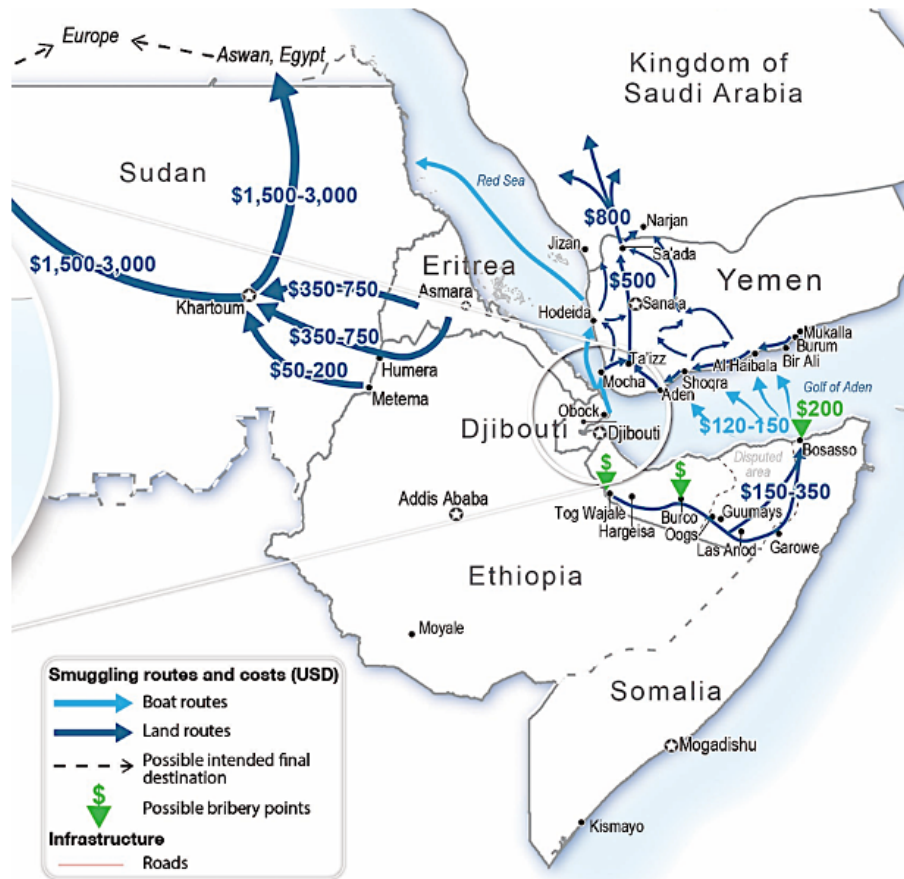 Europe
Aswan, Egypt
Kingdom of
Saudi Arabia
Sudan
Red Sea
$1,500-3,000
$800
Narjan
Jizan
Sa'ada
$1,500-3,000
Eritrea
$500
Yemen
Khartoum
$350-750
Asmara
Sana'a
Hodeida
$350-750
Mukalla
Burum
Bir Ali
Al Haibala
Ta'izz
$50-200
Humera
Mocha
Shoqra
Aden
Golf of Aden
Metema
Obock
$120-150
$200
Djibouti
Djibouti
Bosasso
Disputed
area
$
$
$150-350
Addis Ababa
Tog Wajale
Hargeisa
Burco
Oogs
Guumays
Las Anod
Garowe
Ethiopia
Moyale
Somalia
Mogadishu
Kismayo
Smuggling routes and costs (USD)
Boat routes
Land routes
Possible intended final
destination
$
Possible bribery points
Infrastructure
Roads